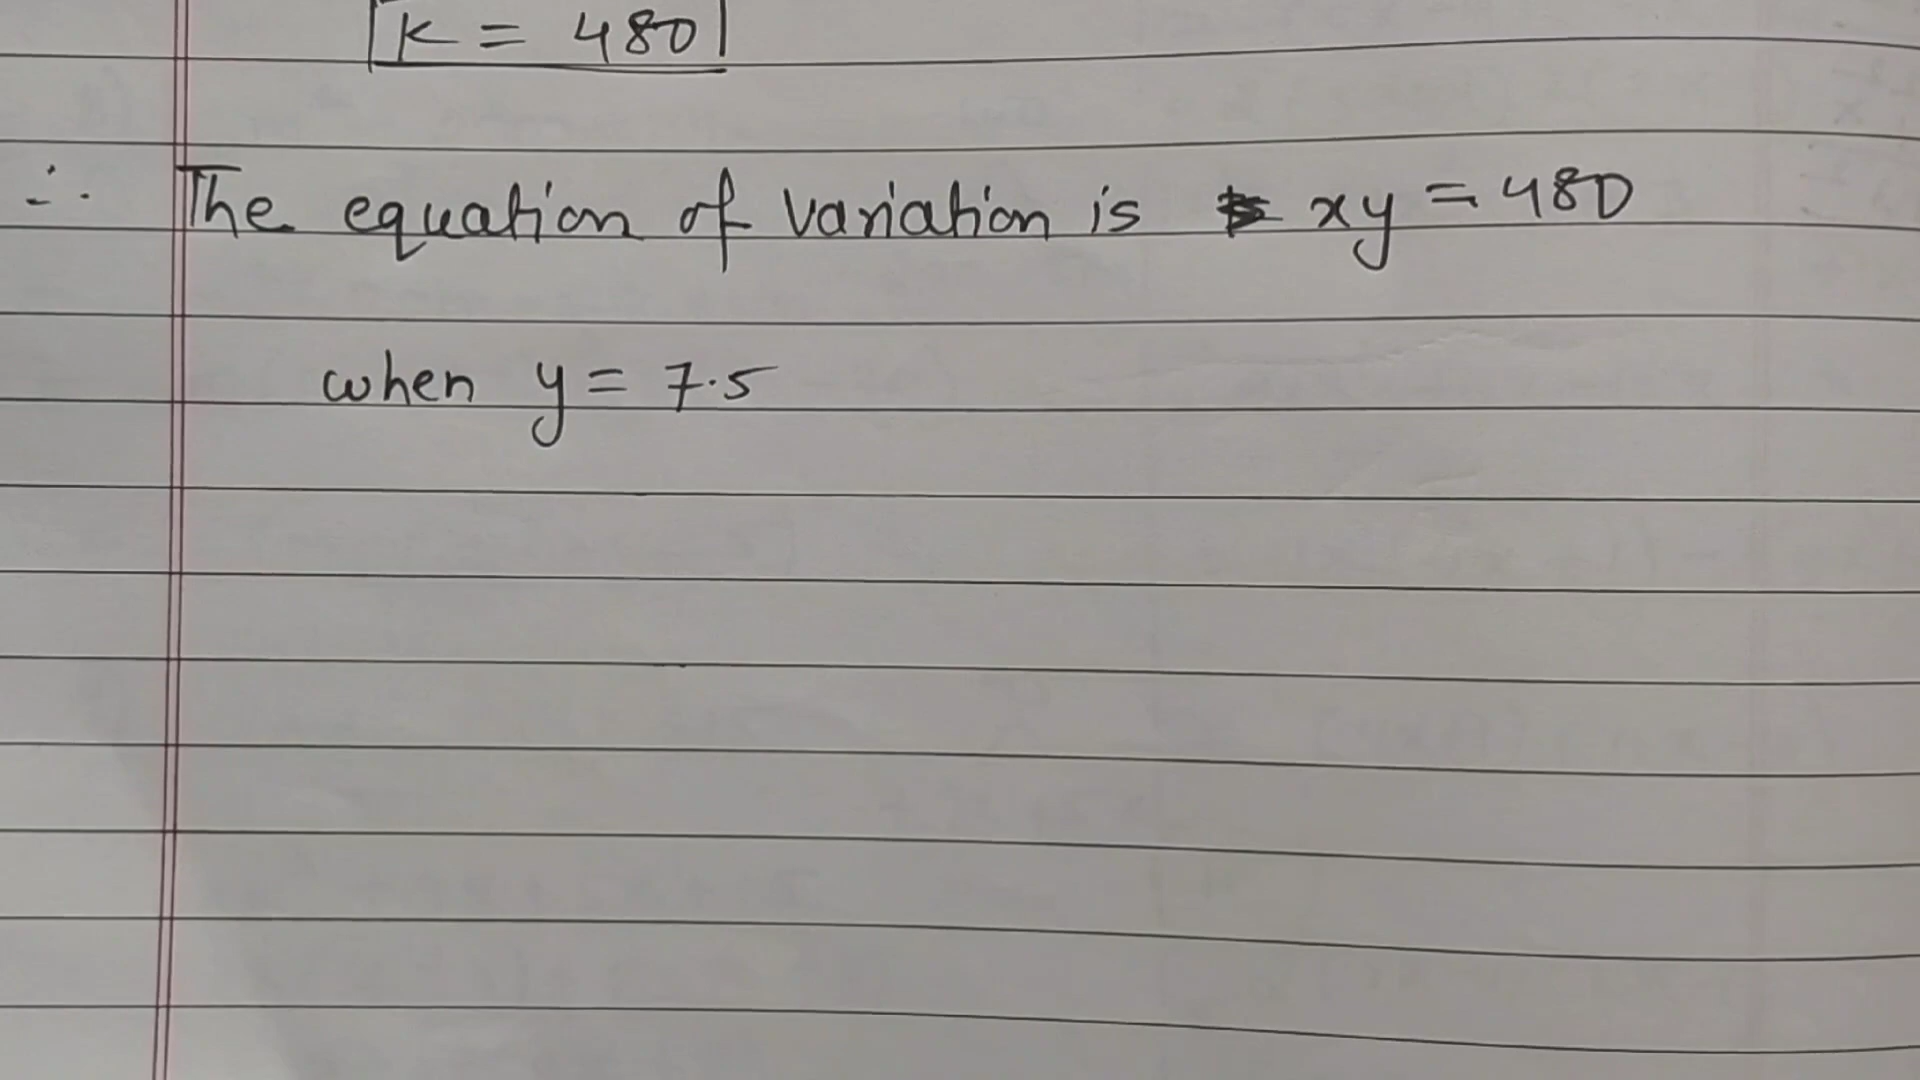 K = 480
∴ The equation of variation is xy = 480
when y = 7.5